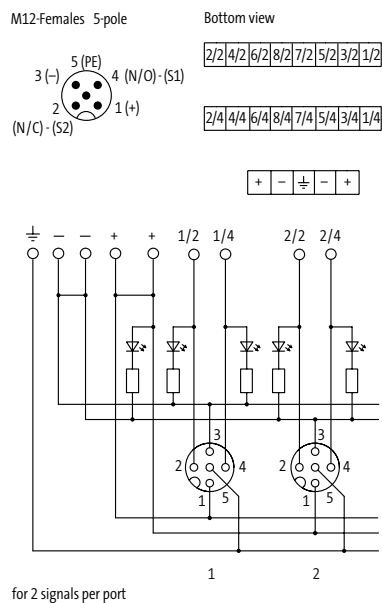 M12-Females 5-pole
Bottom view
2/2 4/2 6/2 8/2 7/2 5/2 3/2 1/2
5 (PE)
3 (–) 4 (N/O) - (S1)
2 1 (+)
(N/C) - (S2)
2/4 4/4 6/4 8/4 7/4 5/4 3/4 1/4
+ – ⏚ – +
⏚ – – + + 1/2 1/4 2/2 2/4
3 3
2 4 2 4
1 5 1 5
1 2
for 2 signals per port